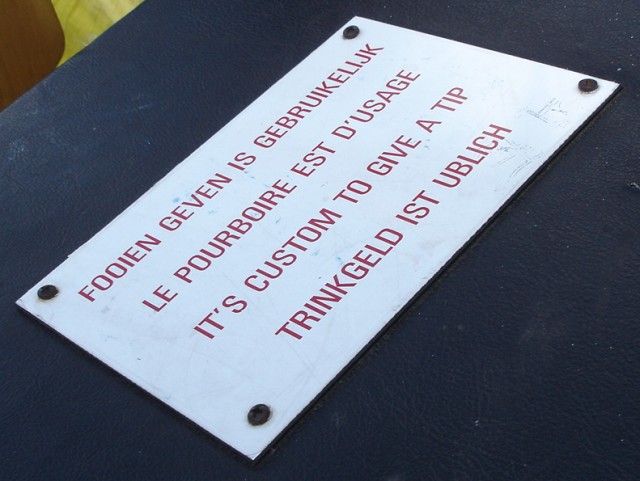 FOOIEN GEVEN IS GEBRUIKELIJK
LE POURBOIRE EST D'USAGE
IT'S CUSTOM TO GIVE A TIP
TRINKGELD IST UBLICH